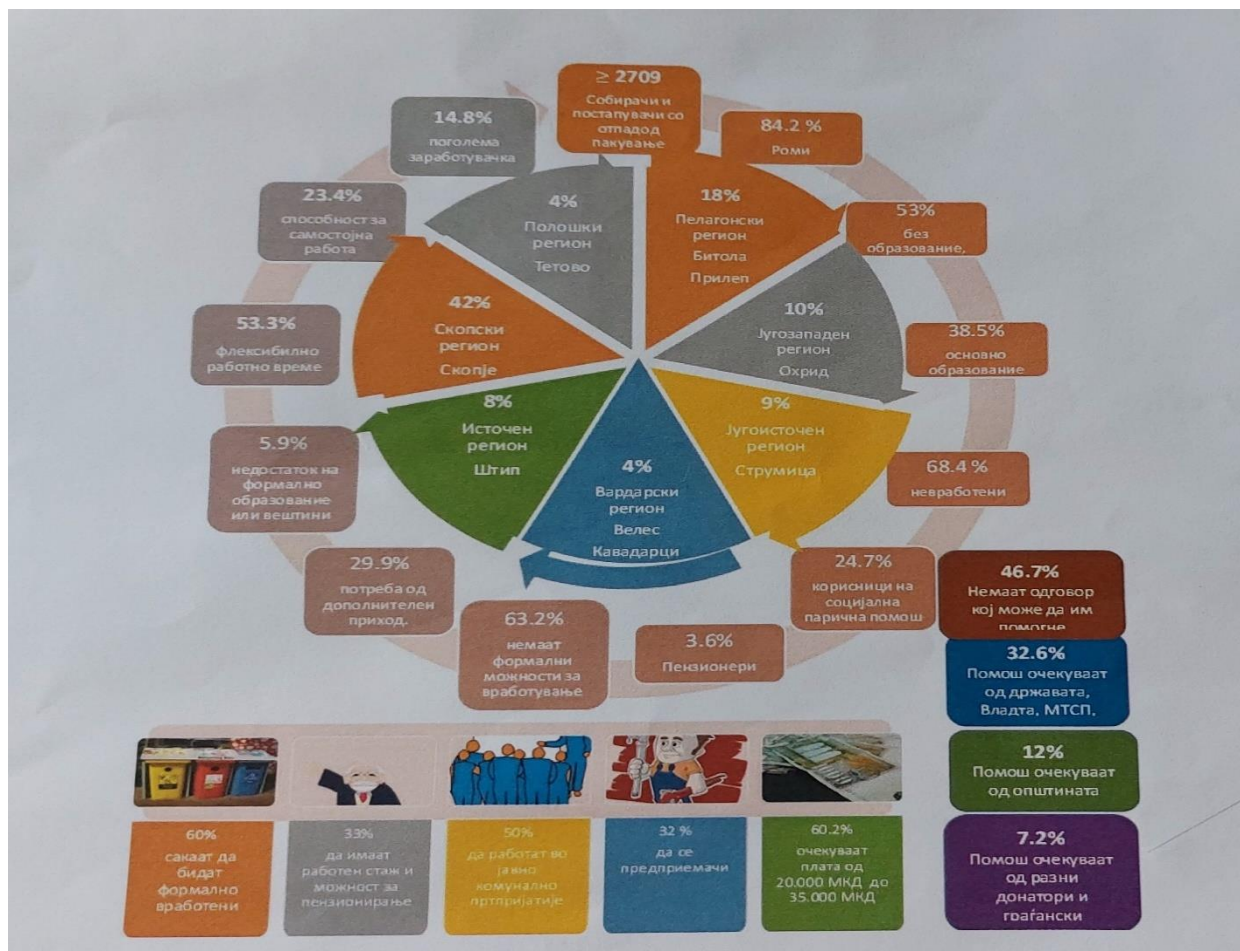 ≥ 2709
Собирачи и
постапувачи со
отпадод
пакување
84.2 %
Роми
53%
без
образование,
38.5%
основно
образование
68.4 %
невработени
24.7%
корисници на
социјална
парична помош
3.6%
Пензионери
63.2%
немаат
формални
можности за
вработување
29.9%
потреба од
дополнителен
приход.
5.9%
недостаток на
формално
образование
или вештини
53.3%
флексибилно
работно време
23.4%
способност за
самостојна
работа
14.8%
поголема
заработувачка
18%
Пелагонски
регион
Битола
Прилеп
10%
Југозападен
регион
Охрид
9%
Југоисточен
регион
Струмица
4%
Вардарски
регион
Велес
Кавадарци
8%
Источен
регион
Штип
42%
Скопски
регион
Скопје
4%
Полошки
регион
Тетово
46.7%
Немаат одговор
кој може да им
помогне
32.6%
Помош очекуваат
од државата,
Владта, МТСП,
12%
Помош очекуваат
од општината
7.2%
Помош очекуваат
од разни
донатори и
граѓански
60%
сакаат да
бидат
формално
вработени
33%
да имаат
работен стаж и
можност за
пензионирање
50%
да работат во
јавно
комунално
пртпријатије
32 %
да се
предприемачи
60.2%
очекуваат
плата од
20.000 МКД до
35.000 МКД